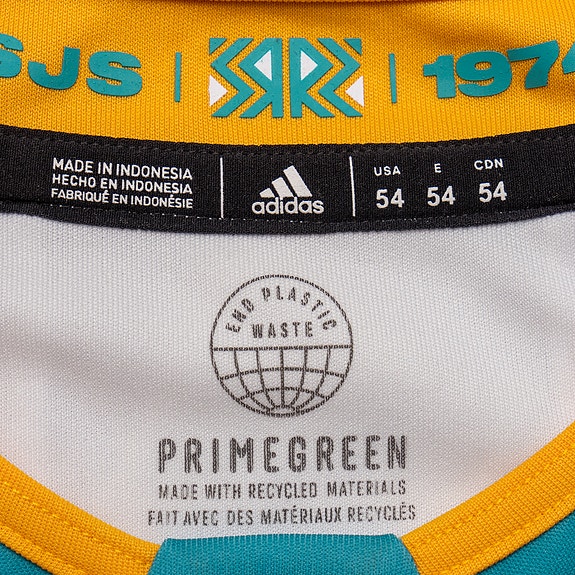 SJS | | 1974
MADE IN INDONESIA
HECHO EN INDONESIA
FABRIQUÉ EN INDONÉSIE
adidas
USA E CDN
54 54 54
END PLASTIC
WASTE
PRIMEGREEN
MADE WITH RECYCLED MATERIALS
FAIT AVEC DES MATÉRIAUX RECYCLÉS